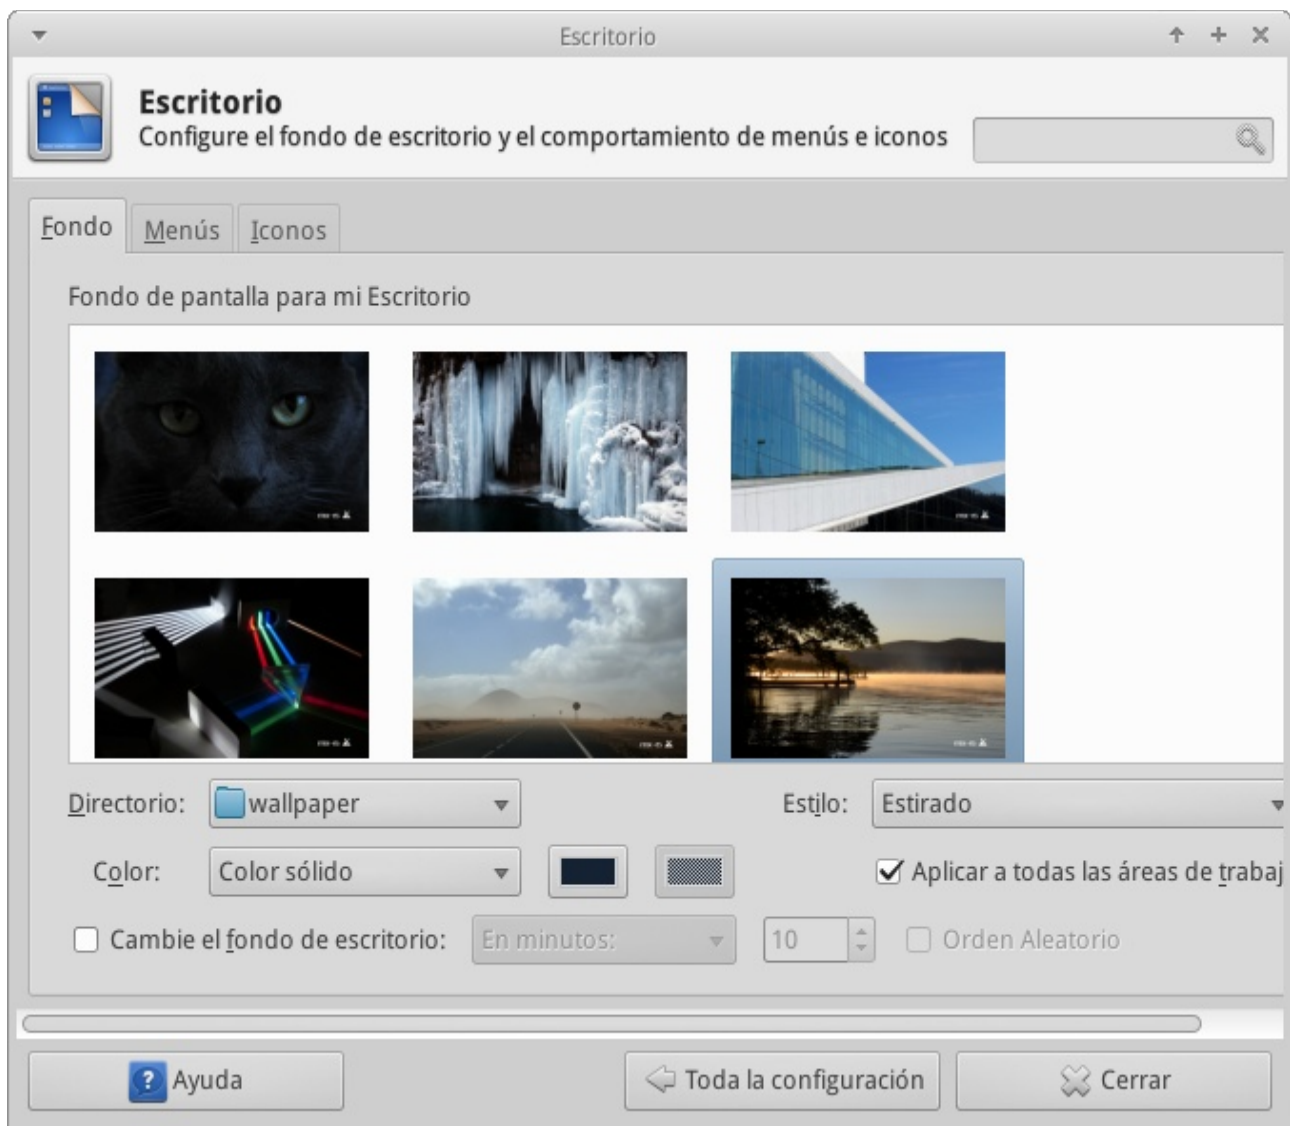 Escritorio
Escritorio
Configure el fondo de escritorio y el comportamiento de menús e iconos
Fondo Menús Iconos
Fondo de pantalla para mi Escritorio
Directorio: wallpaper Estilo: Estirado
Color: Color sólido Aplicar a todas las áreas de trabaj
Cambie el fondo de escritorio: En minutos: 10 Orden Aleatorio
Ayuda Toda la configuración Cerrar